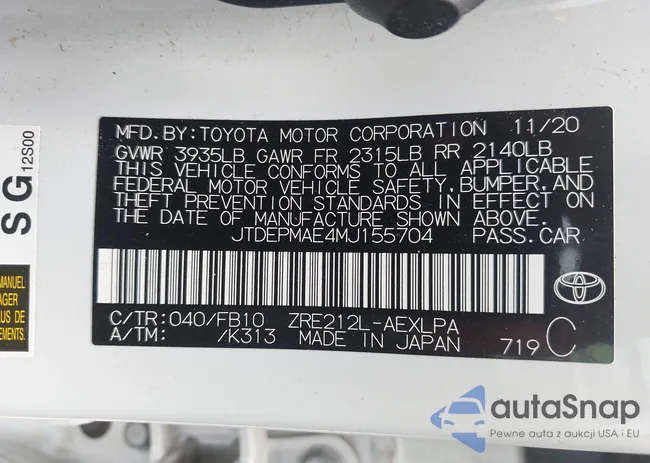 MFD. BY: TOYOTA MOTOR CORPORATION 11/20
GVWR 3935LB GAWR FR 2315LB RR 2140LB
THIS VEHICLE CONFORMS TO ALL APPLICABLE
FEDERAL MOTOR VEHICLE SAFETY, BUMPER, AND
THEFT PREVENTION STANDARDS IN EFFECT ON
THE DATE OF MANUFACTURE SHOWN ABOVE.
JTDEPMAE4MJ155704 PASS. CAR
C/TR: 040/FB10 ZRE212L-AEXLPA
A/TM: /K313 MADE IN JAPAN 719 C
SG 12S00
MANUEL
AGER
US DE
autaSnap
Pewne auta z aukcji USA i EU